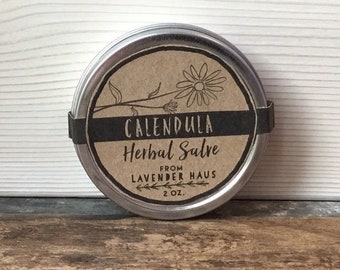 CALENDULA
Herbal Salve
FROM
LAVENDER HAUS
2 OZ.